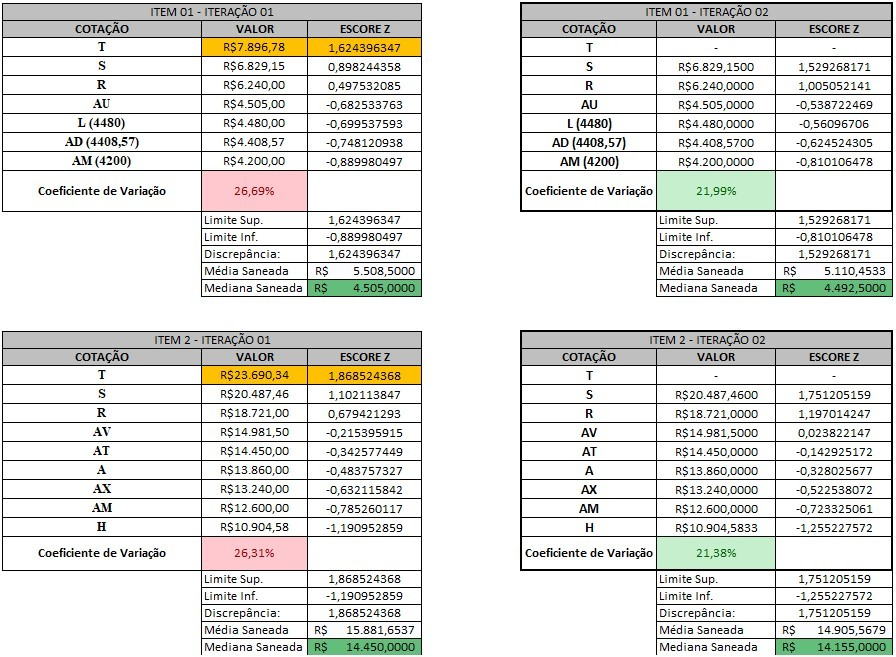 ITEM 01 - ITERAÇÃO 01
COTAÇÃO VALOR ESCORE Z
T R$7.896,78 1,624396347
S R$6.829,15 0,898244358
R R$6.240,00 0,497532085
AU R$4.505,00 -0,682533763
L (4480) R$4.480,00 -0,699537593
AD (4408,57) R$4.408,57 -0,748120938
AM (4200) R$4.200,00 -0,889980497
Coeficiente de Variação 26,69%
Limite Sup. 1,624396347
Limite Inf. -0,889980497
Discrepância: 1,624396347
Média Saneada R$ 5.508,5000
Mediana Saneada R$ 4.505,0000
ITEM 01 - ITERAÇÃO 02
COTAÇÃO VALOR ESCORE Z
T - -
S R$6.829,1500 1,529268171
R R$6.240,0000 1,005052141
AU R$4.505,0000 -0,538722469
L (4480) R$4.480,0000 -0,56096706
AD (4408,57) R$4.408,5700 -0,624524305
AM (4200) R$4.200,0000 -0,810106478
Coeficiente de Variação 21,99%
Limite Sup. 1,529268171
Limite Inf. -0,810106478
Discrepância: 1,529268171
Média Saneada R$ 5.110,4533
Mediana Saneada R$ 4.492,5000
ITEM 2 - ITERAÇÃO 01
COTAÇÃO VALOR ESCORE Z
T R$23.690,34 1,868524368
S R$20.487,46 1,102113847
R R$18.721,00 0,679421293
AV R$14.981,50 -0,215395915
AT R$14.450,00 -0,342577449
A R$13.860,00 -0,483757327
AX R$13.240,00 -0,632115842
AM R$12.600,00 -0,785260117
H R$10.904,58 -1,190952859
Coeficiente de Variação 26,31%
Limite Sup. 1,868524368
Limite Inf. -1,190952859
Discrepância: 1,868524368
Média Saneada R$ 15.881,6537
Mediana Saneada R$ 14.450,0000
ITEM 2 - ITERAÇÃO 02
COTAÇÃO VALOR ESCORE Z
T - -
S R$20.487,4600 1,751205159
R R$18.721,0000 1,197014247
AV R$14.981,5000 0,023822147
AT R$14.450,0000 -0,142925172
A R$13.860,0000 -0,328025677
AX R$13.240,0000 -0,522538072
AM R$12.600,0000 -0,723325061
H R$10.904,5833 -1,255227572
Coeficiente de Variação 21,38%
Limite Sup. 1,751205159
Limite Inf. -1,255227572
Discrepância: 1,751205159
Média Saneada R$ 14.905,5679
Mediana Saneada R$ 14.155,0000